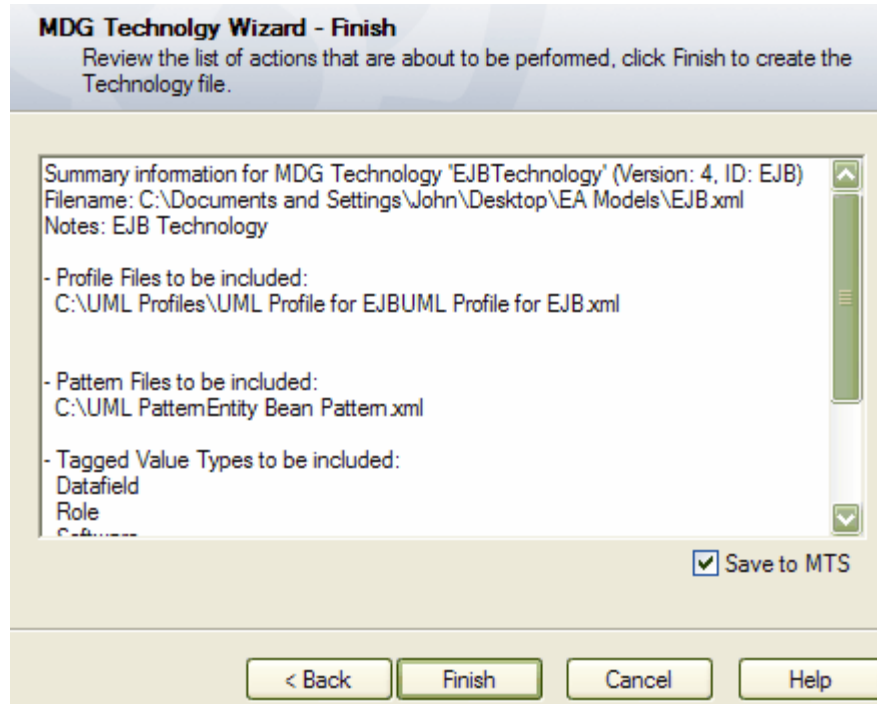 MDG Technolgy Wizard - Finish
Review the list of actions that are about to be performed, click Finish to create the
Technology file.
Summary information for MDG Technology 'EJBTechnology' (Version: 4, ID: EJB)
Filename: C:\Documents and Settings\John\Desktop\EA Models\EJB.xml
Notes: EJB Technology
- Profile Files to be included:
C:\UML Profiles\UML Profile for EJBUML Profile for EJB.xml
- Pattern Files to be included:
C:\UML PatternEntity Bean Pattern.xml
- Tagged Value Types to be included:
Datafield
Role
Save to MTS
< Back
Finish
Cancel
Help